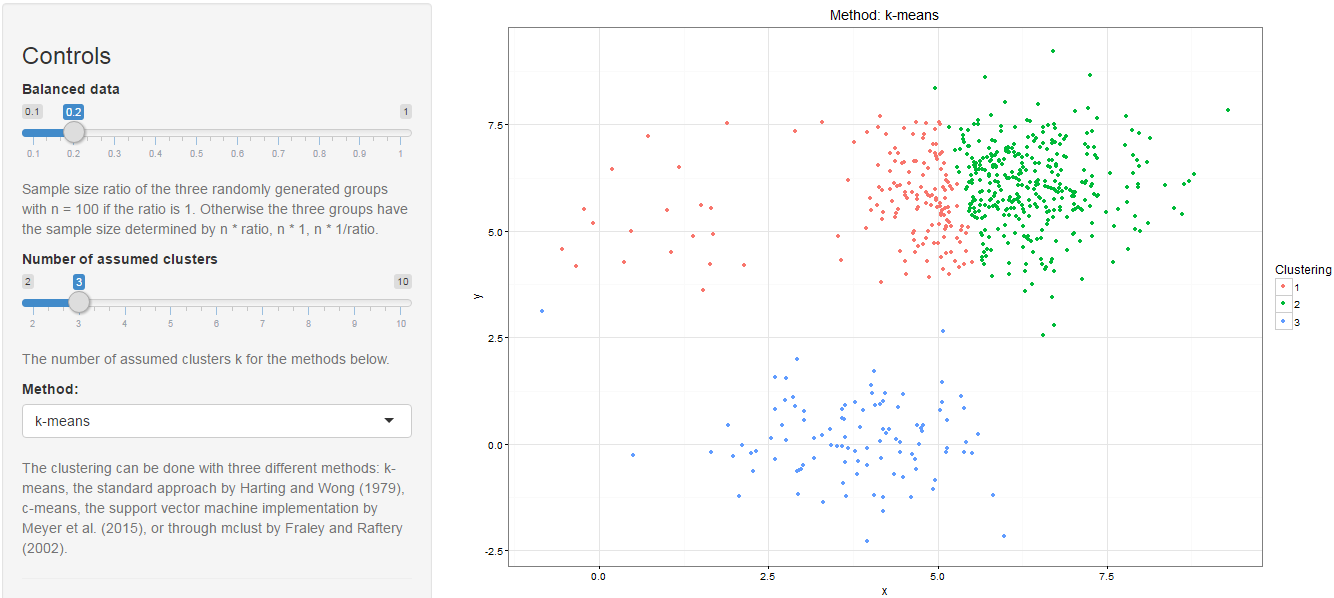 Controls
Balanced data
0.1 0.2 1
0.1 0.2 0.3 0.4 0.5 0.6 0.7 0.8 0.9 1
Sample size ratio of the three randomly generated groups
with n = 100 if the ratio is 1. Otherwise the three groups have
the sample size determined by n * ratio, n * 1, n * 1/ratio.
Number of assumed clusters
2 3 10
2 3 4 5 6 7 8 9 10
The number of assumed clusters k for the methods below.
Method:
k-means
The clustering can be done with three different methods: k-
means, the standard approach by Harting and Wong (1979),
c-means, the support vector machine implementation by
Meyer et al. (2015), or through mclust by Fraley and Raftery
(2002).
Method: k-means
7.5
5.0
2.5
0.0
-2.5
y
0.0 2.5 5.0 7.5
x
Clustering
1
2
3